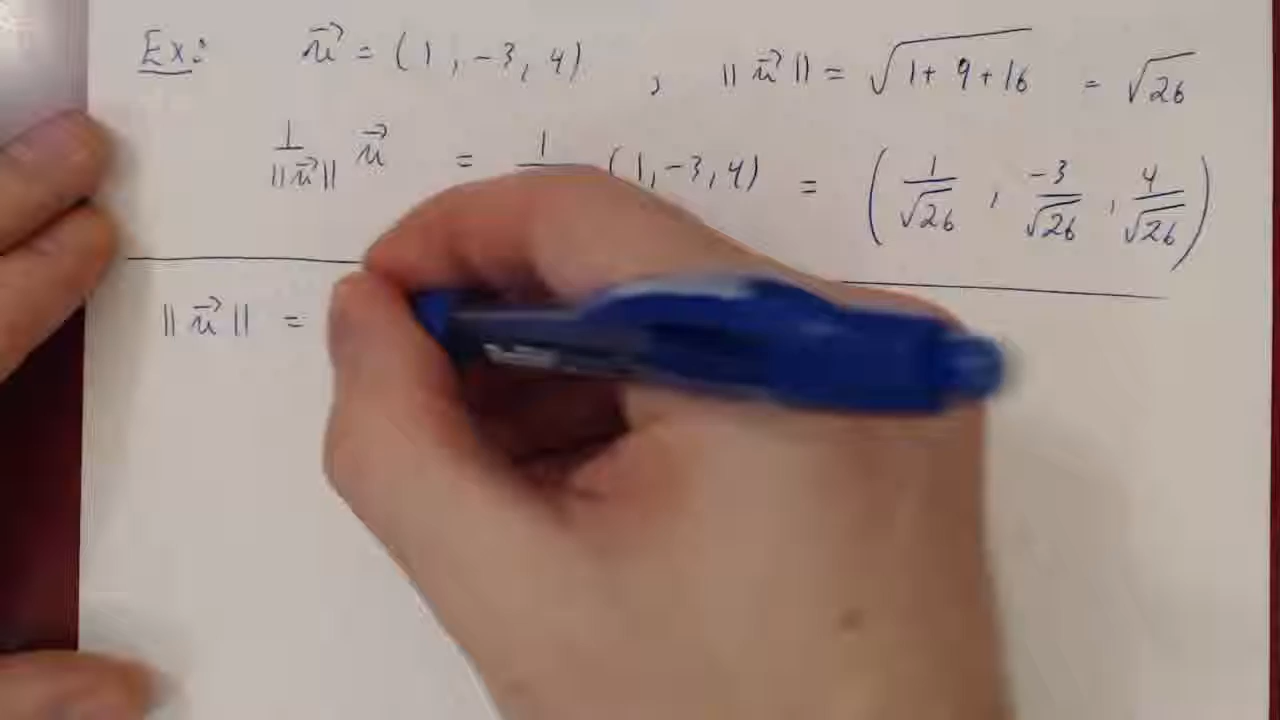 Ex: u⃗ = (1, -3, 4) , ||u⃗|| = √(1 + 9 + 16) = √26
1/||u⃗|| u⃗ = 1 (1, -3, 4) = (1/√26 , -3/√26 , 4/√26)
||u⃗|| =